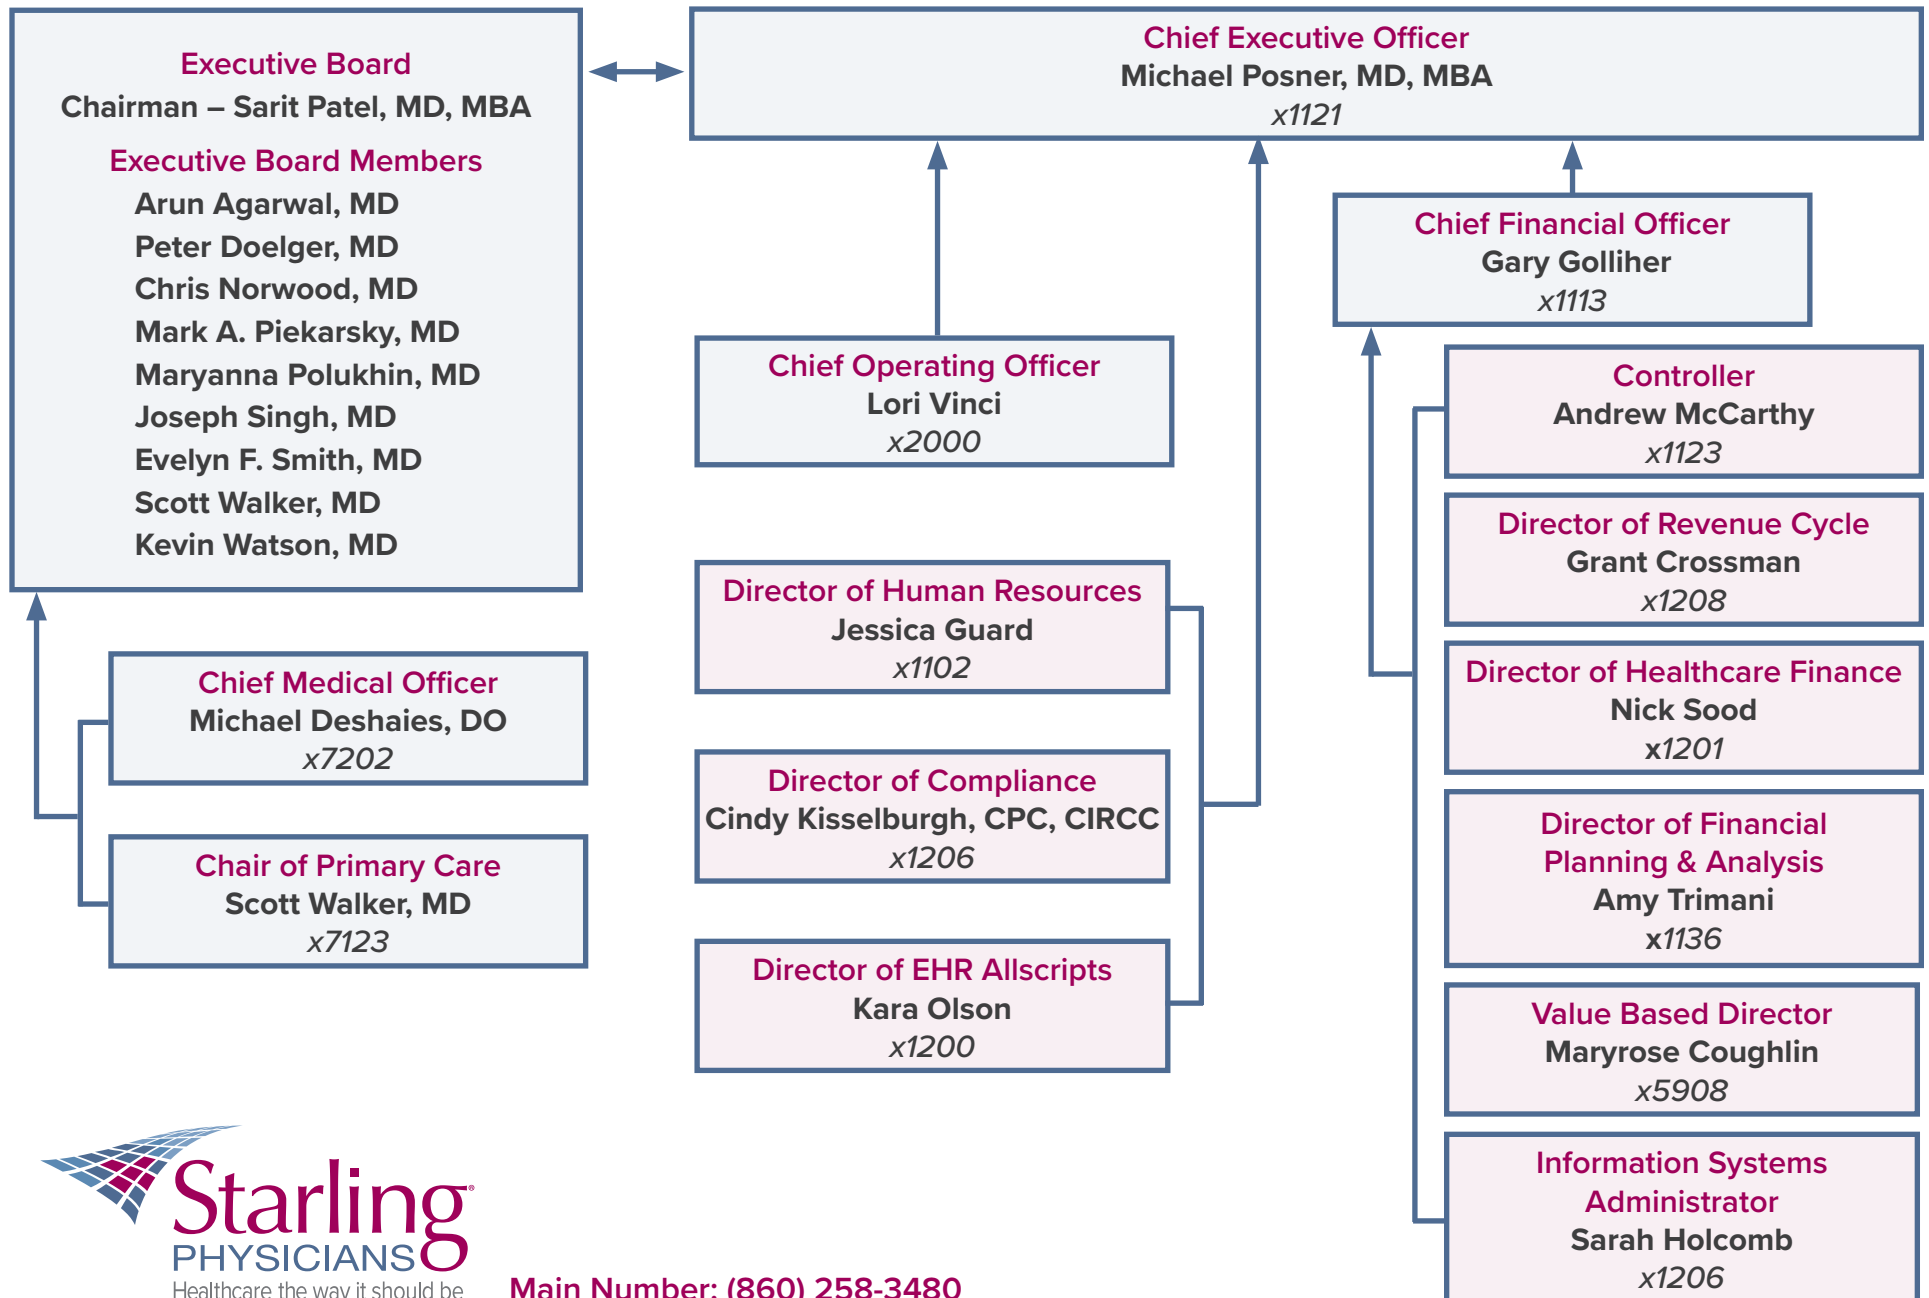 Executive Board
Chairman – Sarit Patel, MD, MBA
Executive Board Members
Arun Agarwal, MD
Peter Doelger, MD
Chris Norwood, MD
Mark A. Piekarsky, MD
Maryanna Polukhin, MD
Joseph Singh, MD
Evelyn F. Smith, MD
Scott Walker, MD
Kevin Watson, MD
Chief Medical Officer
Michael Deshaies, DO
x7202
Chair of Primary Care
Scott Walker, MD
x7123
Chief Executive Officer
Michael Posner, MD, MBA
x1121
Chief Operating Officer
Lori Vinci
x2000
Director of Human Resources
Jessica Guard
x1102
Director of Compliance
Cindy Kisselburgh, CPC, CIRCC
x1206
Director of EHR Allscripts
Kara Olson
x1200
Chief Financial Officer
Gary Golliher
x1113
Controller
Andrew McCarthy
x1123
Director of Revenue Cycle
Grant Crossman
x1208
Director of Healthcare Finance
Nick Sood
x1201
Director of Financial
Planning & Analysis
Amy Trimani
x1136
Value Based Director
Maryrose Coughlin
x5908
Information Systems
Administrator
Sarah Holcomb
x1206
Starling®
PHYSICIANS
Healthcare the way it should be
Main Number: (860) 258-3480